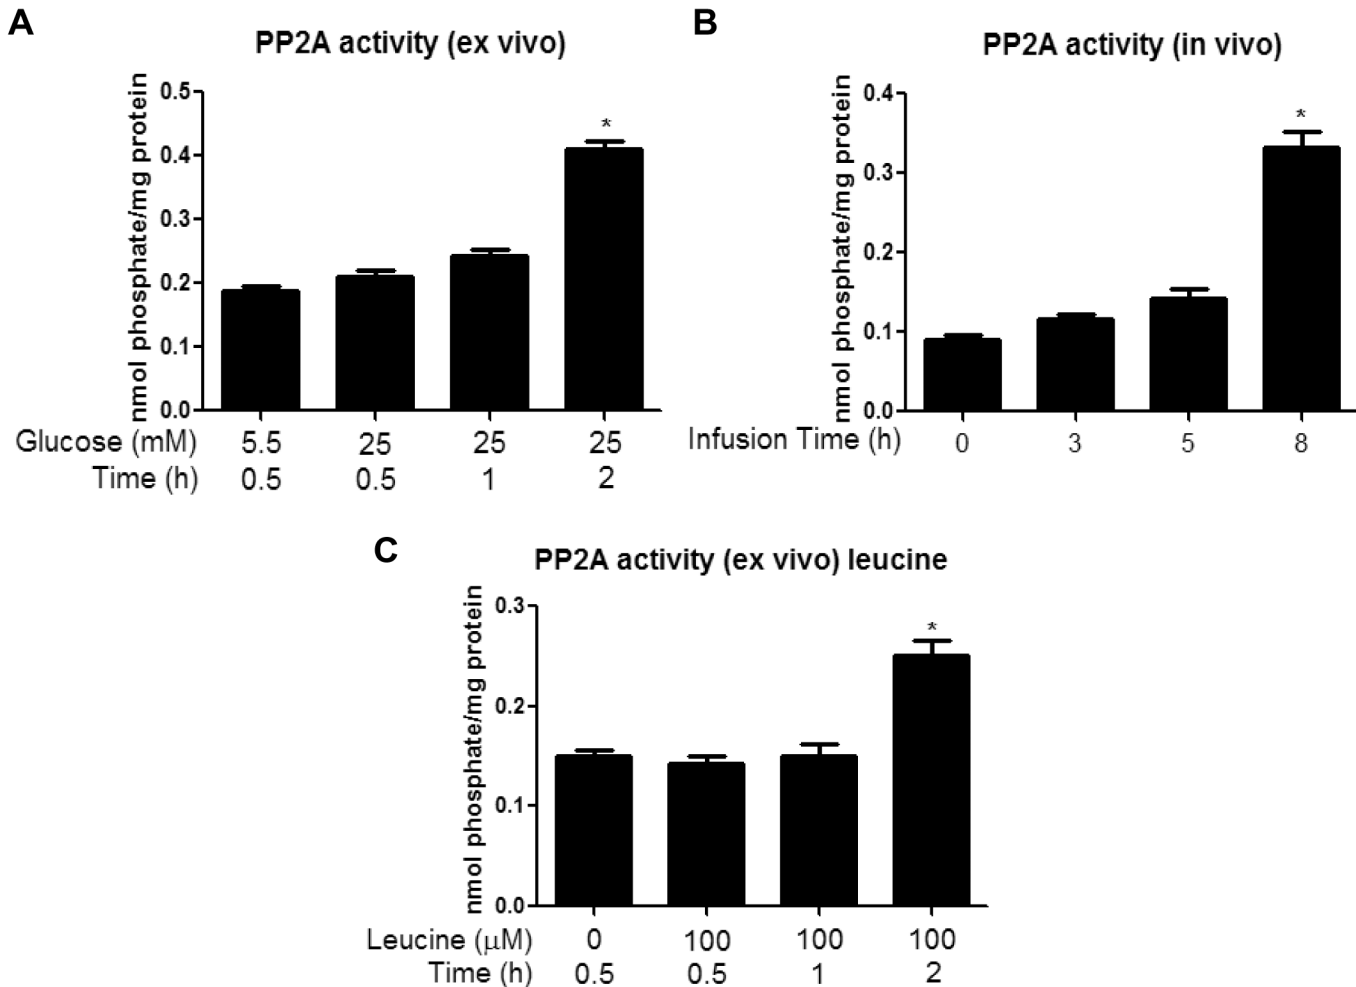 A
PP2A activity (ex vivo)
nmol phosphate/mg protein
0.5
0.4
0.3
0.2
0.1
0.0
*
Glucose (mM) 5.5 25 25 25
Time (h) 0.5 0.5 1 2
B
PP2A activity (in vivo)
nmol phosphate/mg protein
0.4
0.3
0.2
0.1
0.0
*
Infusion Time (h) 0 3 5 8
C
PP2A activity (ex vivo) leucine
nmol phosphate/mg protein
0.3
0.2
0.1
0.0
*
Leucine (μM) 0 100 100 100
Time (h) 0.5 0.5 1 2